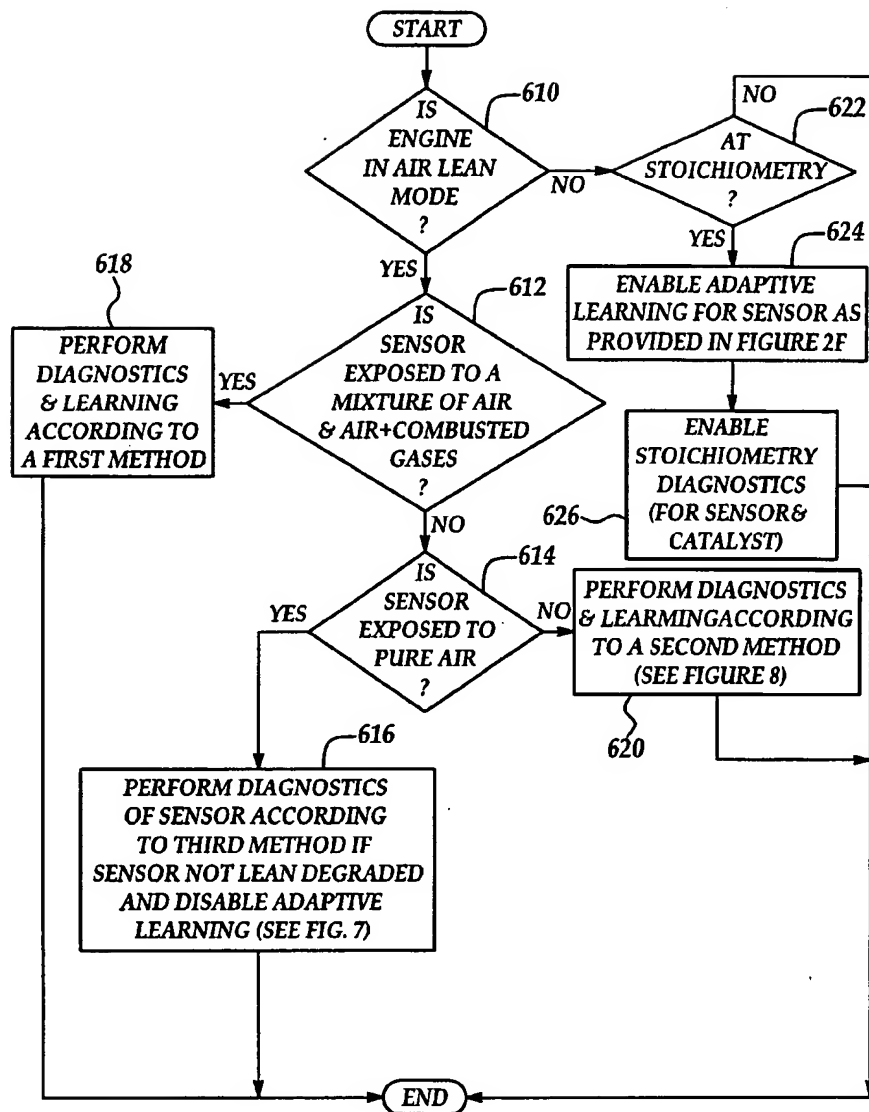 START
610
IS
ENGINE
IN AIR LEAN
MODE
?
NO
NO
622
AT
STOICHIOMETRY
?
YES
YES
624
ENABLE ADAPTIVE
LEARNING FOR SENSOR AS
PROVIDED IN FIGURE 2F
618
PERFORM
DIAGNOSTICS
& LEARNING
ACCORDING TO
A FIRST METHOD
YES
612
IS
SENSOR
EXPOSED TO A
MIXTURE OF AIR
& AIR+COMBUSTED
GASES
?
NO
ENABLE
STOICHIOMETRY
DIAGNOSTICS
(FOR SENSOR&
CATALYST)
626
614
IS
SENSOR
EXPOSED TO
PURE AIR
?
YES
NO
PERFORM DIAGNOSTICS
& LEARMINGACCORDING
TO A SECOND METHOD
(SEE FIGURE 8)
620
616
PERFORM DIAGNOSTICS
OF SENSOR ACCORDING
TO THIRD METHOD IF
SENSOR NOT LEAN DEGRADED
AND DISABLE ADAPTIVE
LEARNING (SEE FIG. 7)
END